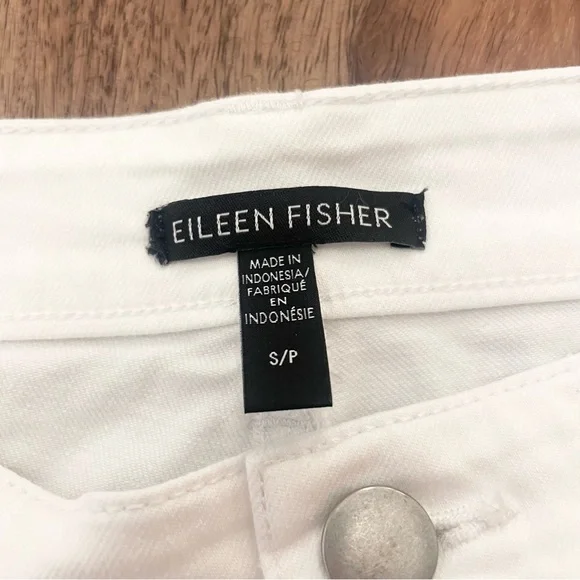 EILEEN FISHER
MADE IN
INDONESIA/
FABRIQUÉ
EN
INDONÉSIE
S/P